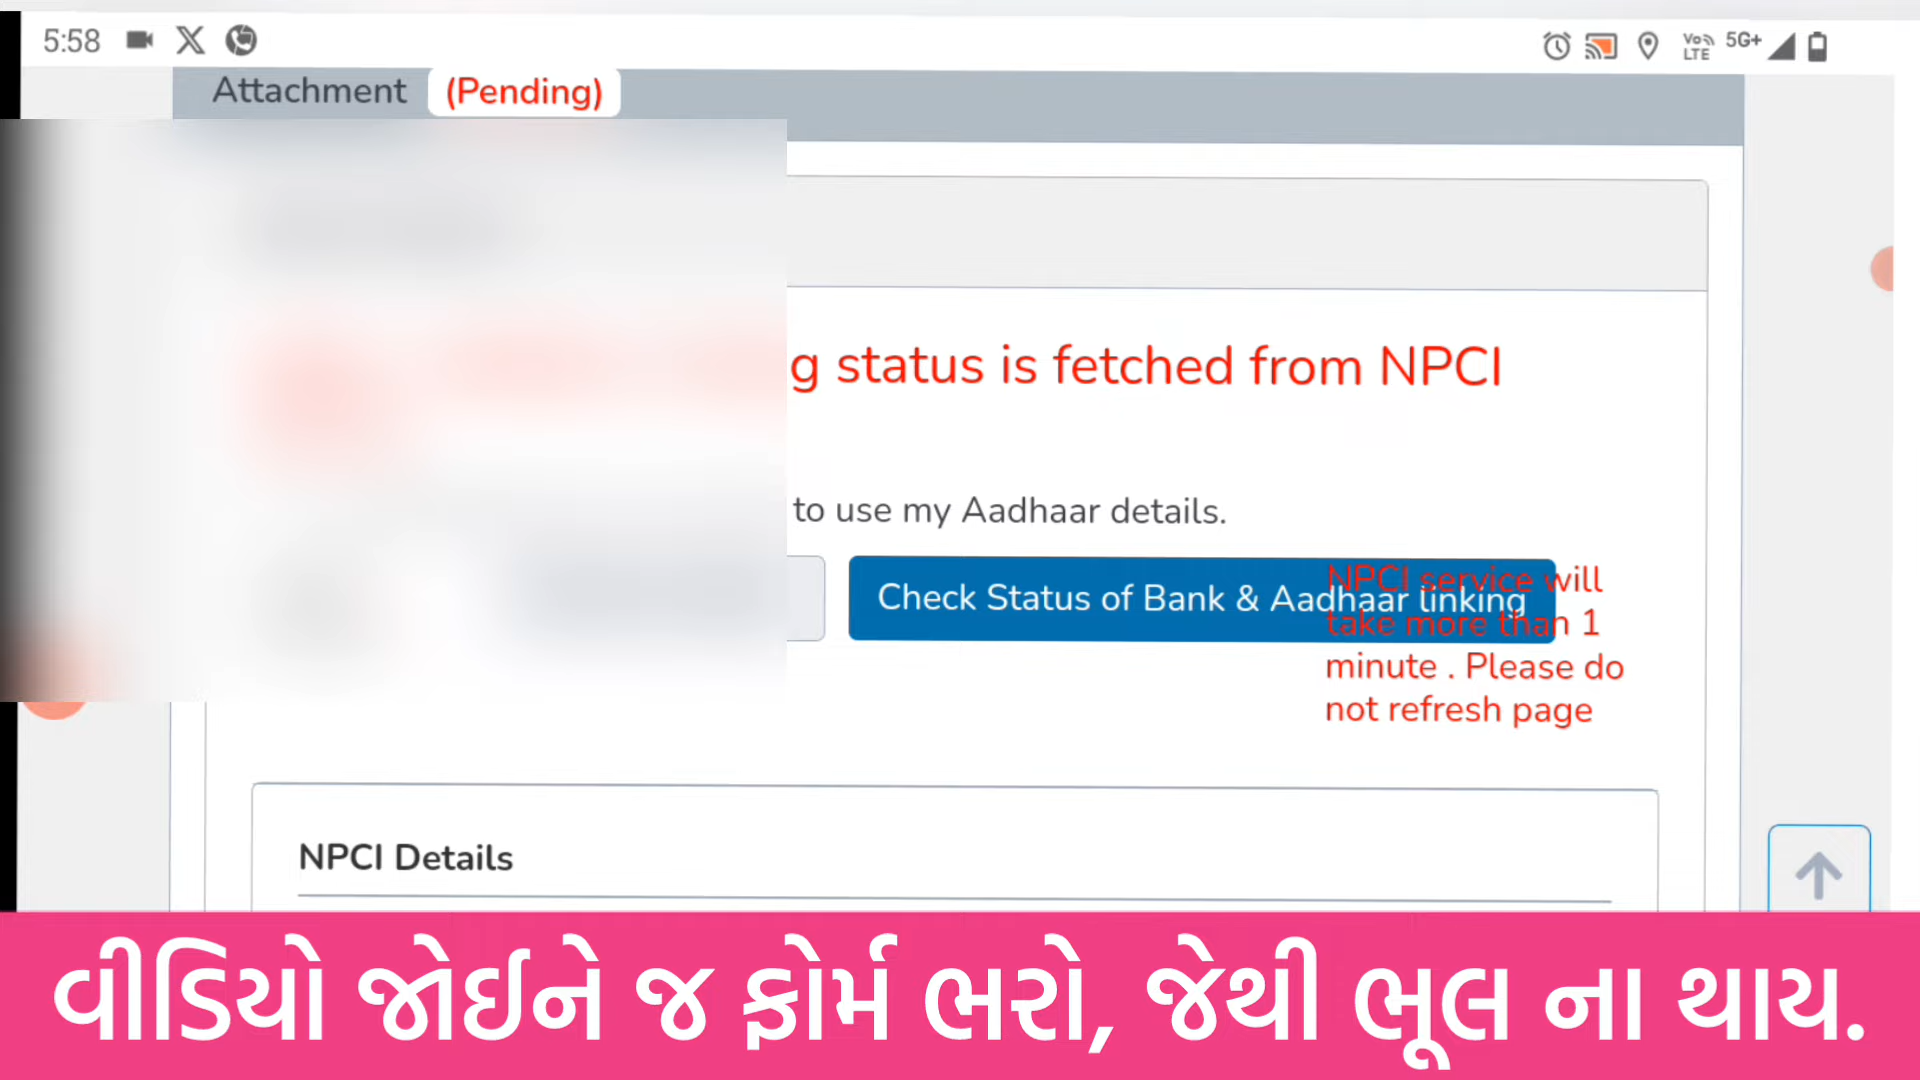 5:58
Vo LTE 5G+
Attachment (Pending)
g status is fetched from NPCI
to use my Aadhaar details.
Check Status of Bank & Aadhaar linking
NPCI service will
take more than 1
minute . Please do
not refresh page
NPCI Details
વીડિયો જોઈને જ ફોર્મ ભરો, જેથી ભૂલ ના થાય.